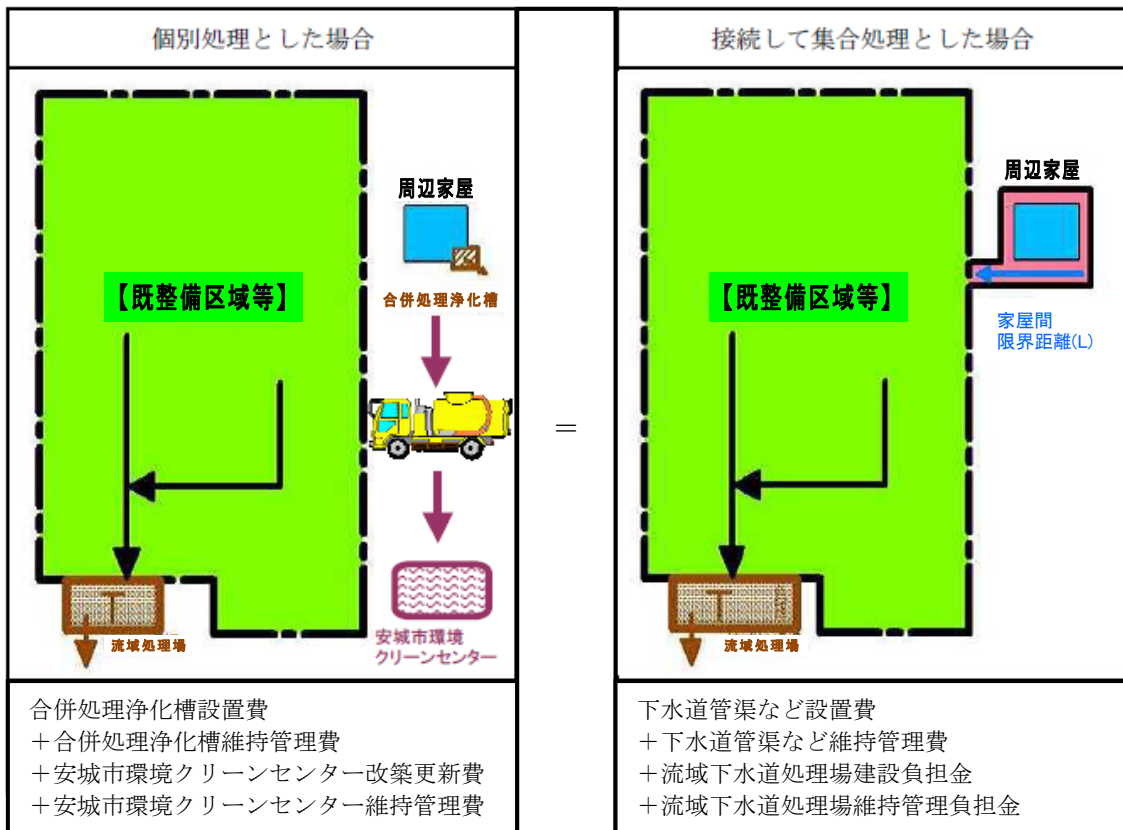 個別処理とした場合
周辺家屋
【既整備区域等】
合併処理浄化槽
T
流域処理場
安城市環境
クリーンセンター
合併処理浄化槽設置費
＋合併処理浄化槽維持管理費
＋安城市環境クリーンセンター改築更新費
＋安城市環境クリーンセンター維持管理費
＝
接続して集合処理とした場合
周辺家屋
【既整備区域等】
家屋間
限界距離(L)
T
流域処理場
下水道管渠など設置費
＋下水道管渠など維持管理費
＋流域下水道処理場建設負担金
＋流域下水道処理場維持管理負担金